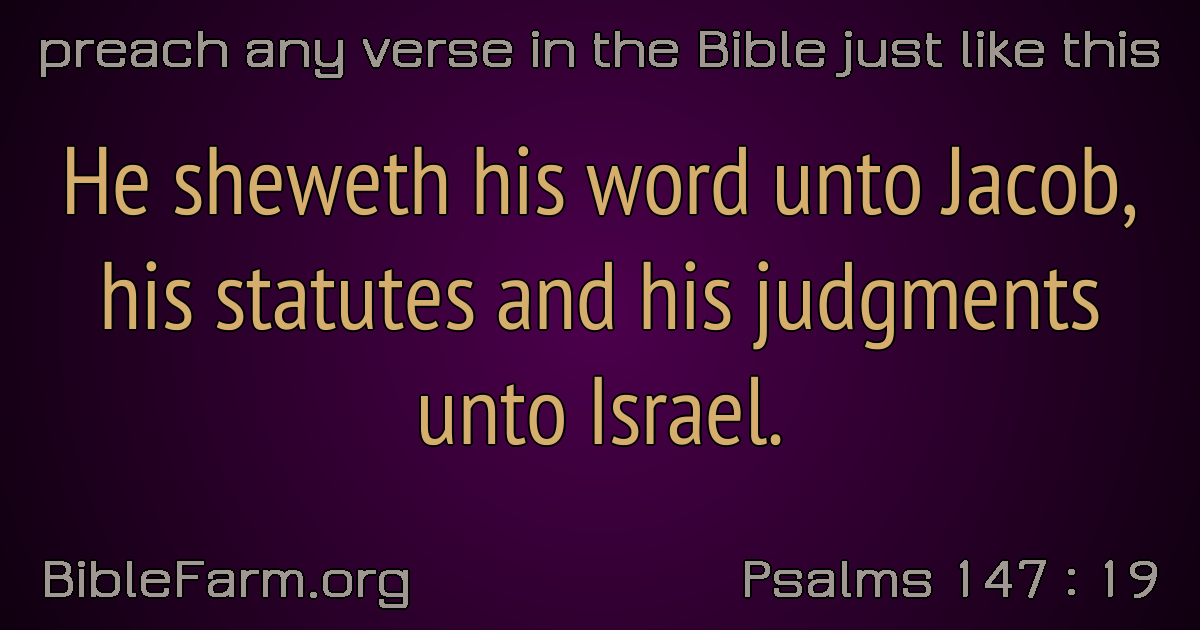 preach any verse in the Bible just like this
He sheweth his word unto Jacob,
his statutes and his judgments
unto Israel.
BibleFarm.org
Psalms 147 : 19